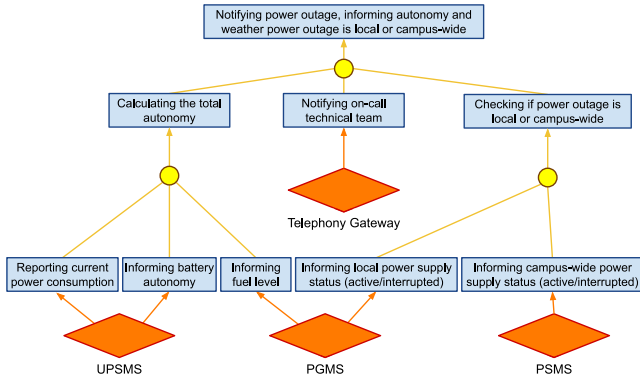 Notifying power outage, informing autonomy and
weather power outage is local or campus-wide
Calculating the total
autonomy
Notifying on-call
technical team
Checking if power outage is
local or campus-wide
Telephony Gateway
Reporting current
power consumption
Informing battery
autonomy
Informing
fuel level
Informing local power supply
status (active/interrupted)
Informing campus-wide power
supply status (active/interrupted)
UPSMS
PGMS
PSMS